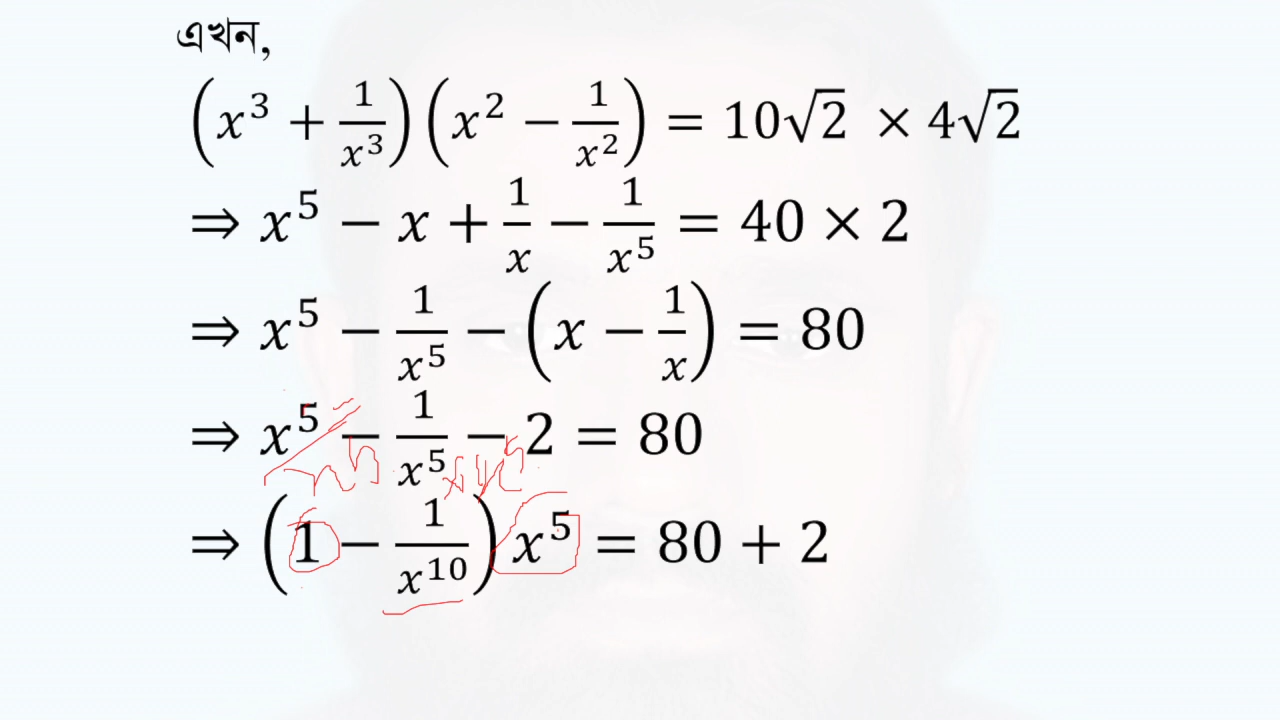 এখন,
(x³ + 1/x³)(x² − 1/x²) = 10√2 × 4√2
⇒ x⁵ − x + 1/x − 1/x⁵ = 40 × 2
⇒ x⁵ − 1/x⁵ − (x − 1/x) = 80
⇒ x⁵ − 1/x⁵ − 2 = 80
⇒ (1 − 1/x¹⁰) x⁵ = 80 + 2